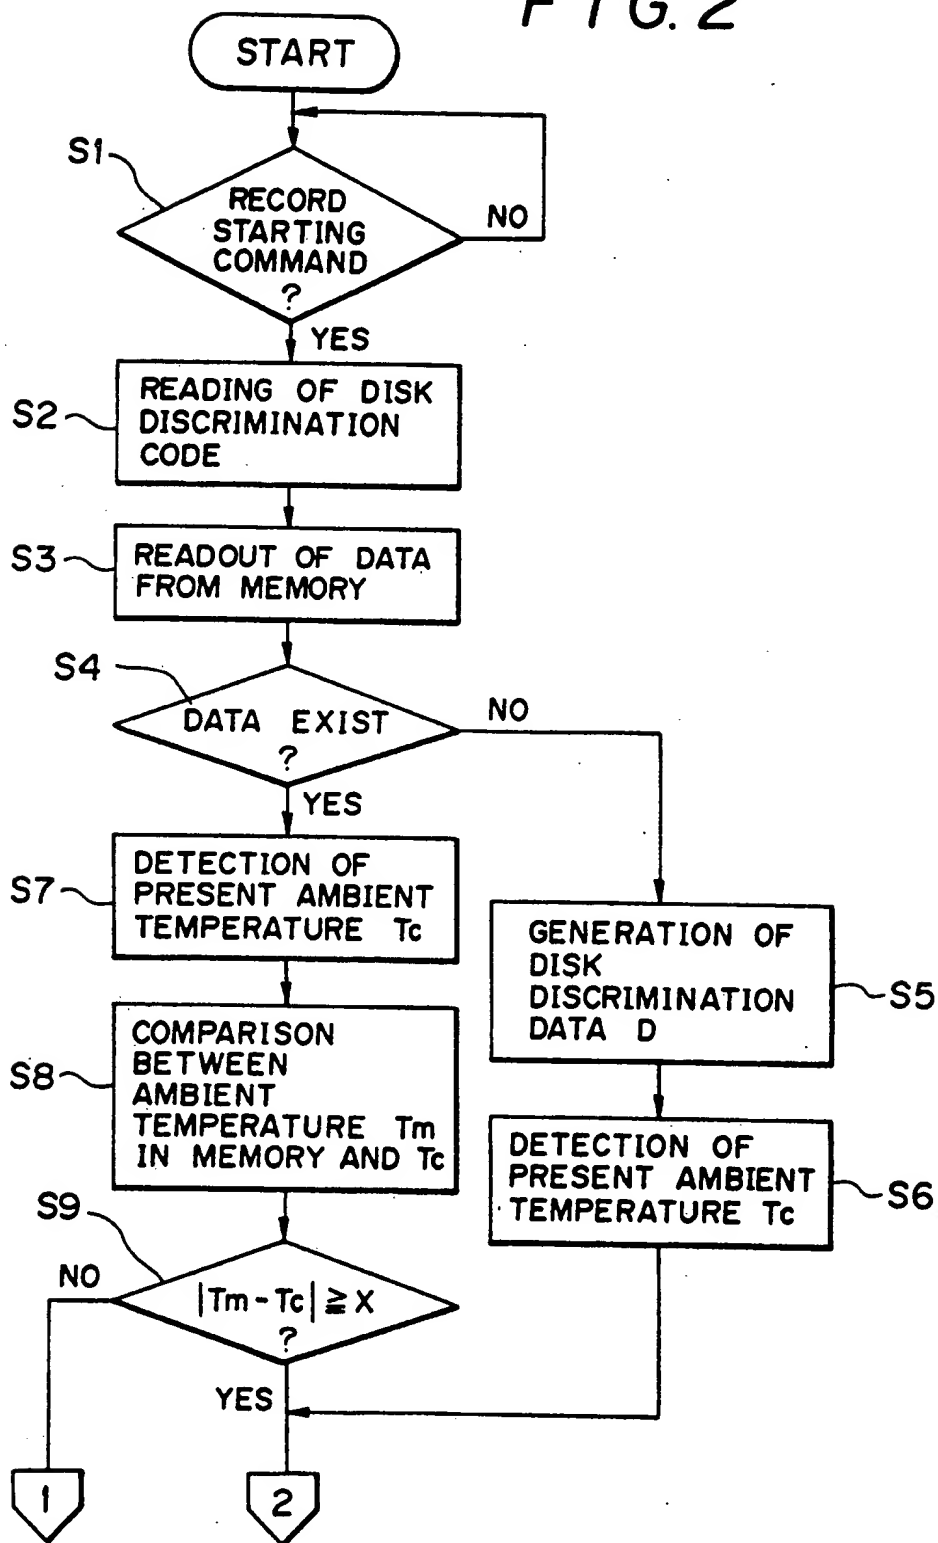 FIG. 2
START
S1
RECORD
STARTING
COMMAND
?
NO
YES
S2
READING OF DISK
DISCRIMINATION
CODE
S3
READOUT OF DATA
FROM MEMORY
S4
DATA EXIST
?
NO
YES
S7
DETECTION OF
PRESENT AMBIENT
TEMPERATURE Tc
GENERATION OF
DISK
DISCRIMINATION
DATA D
S5
S8
COMPARISON
BETWEEN
AMBIENT
TEMPERATURE Tm
IN MEMORY AND Tc
DETECTION OF
PRESENT AMBIENT
TEMPERATURE Tc
S6
S9
NO
|Tm - Tc| ≧ X
?
YES
1
2